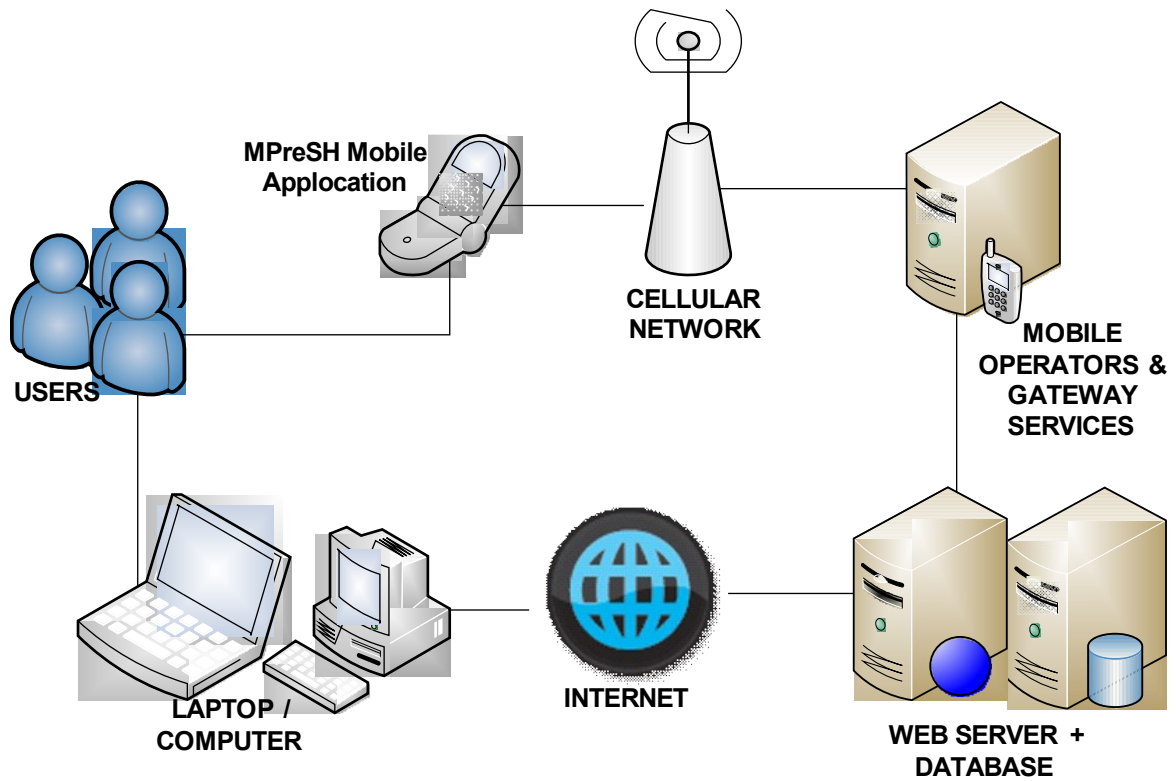 MPreSH Mobile
Applocation
CELLULAR
NETWORK
MOBILE
OPERATORS &
GATEWAY
SERVICES
USERS
LAPTOP /
COMPUTER
INTERNET
WEB SERVER +
DATABASE